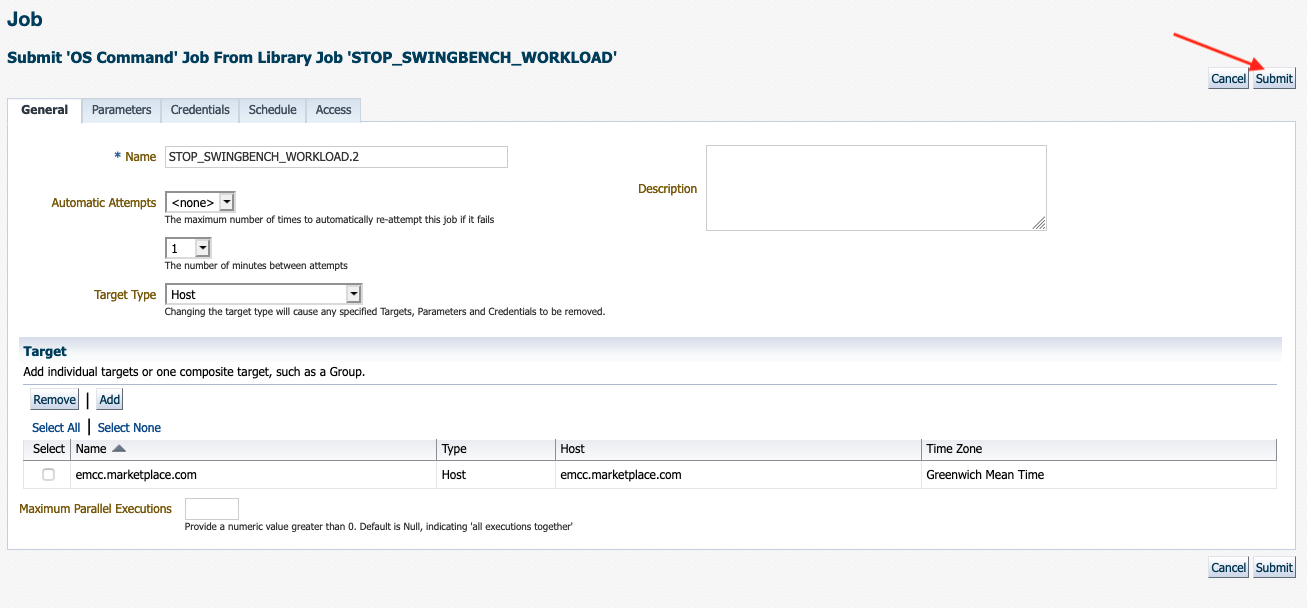 Job
Submit 'OS Command' Job From Library Job 'STOP_SWINGBENCH_WORKLOAD'
Cancel Submit
General Parameters Credentials Schedule Access
* Name STOP_SWINGBENCH_WORKLOAD.2
Description
Automatic Attempts <none>
The maximum number of times to automatically re-attempt this job if it fails
1
The number of minutes between attempts
Target Type Host
Changing the target type will cause any specified Targets, Parameters and Credentials to be removed.
Target
Add individual targets or one composite target, such as a Group.
Remove | Add
Select All | Select None
Select Name Type Host Time Zone
emcc.marketplace.com Host emcc.marketplace.com Greenwich Mean Time
Maximum Parallel Executions
Provide a numeric value greater than 0. Default is Null, indicating 'all executions together'
Cancel Submit